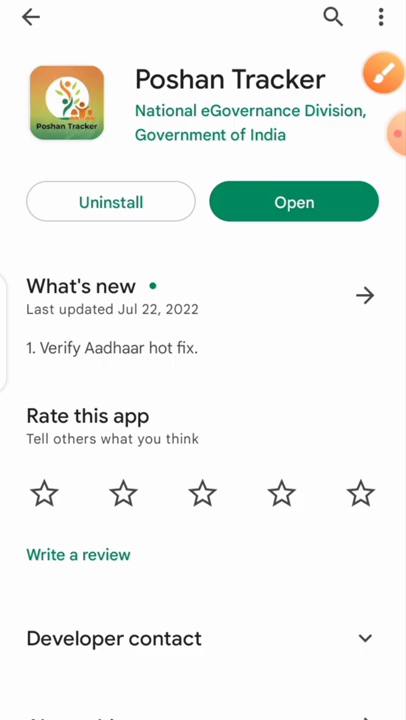 Poshan Tracker
Poshan Tracker
National eGovernance Division,
Government of India
Uninstall
Open
What's new
Last updated Jul 22, 2022
1. Verify Aadhaar hot fix.
Rate this app
Tell others what you think
Write a review
Developer contact